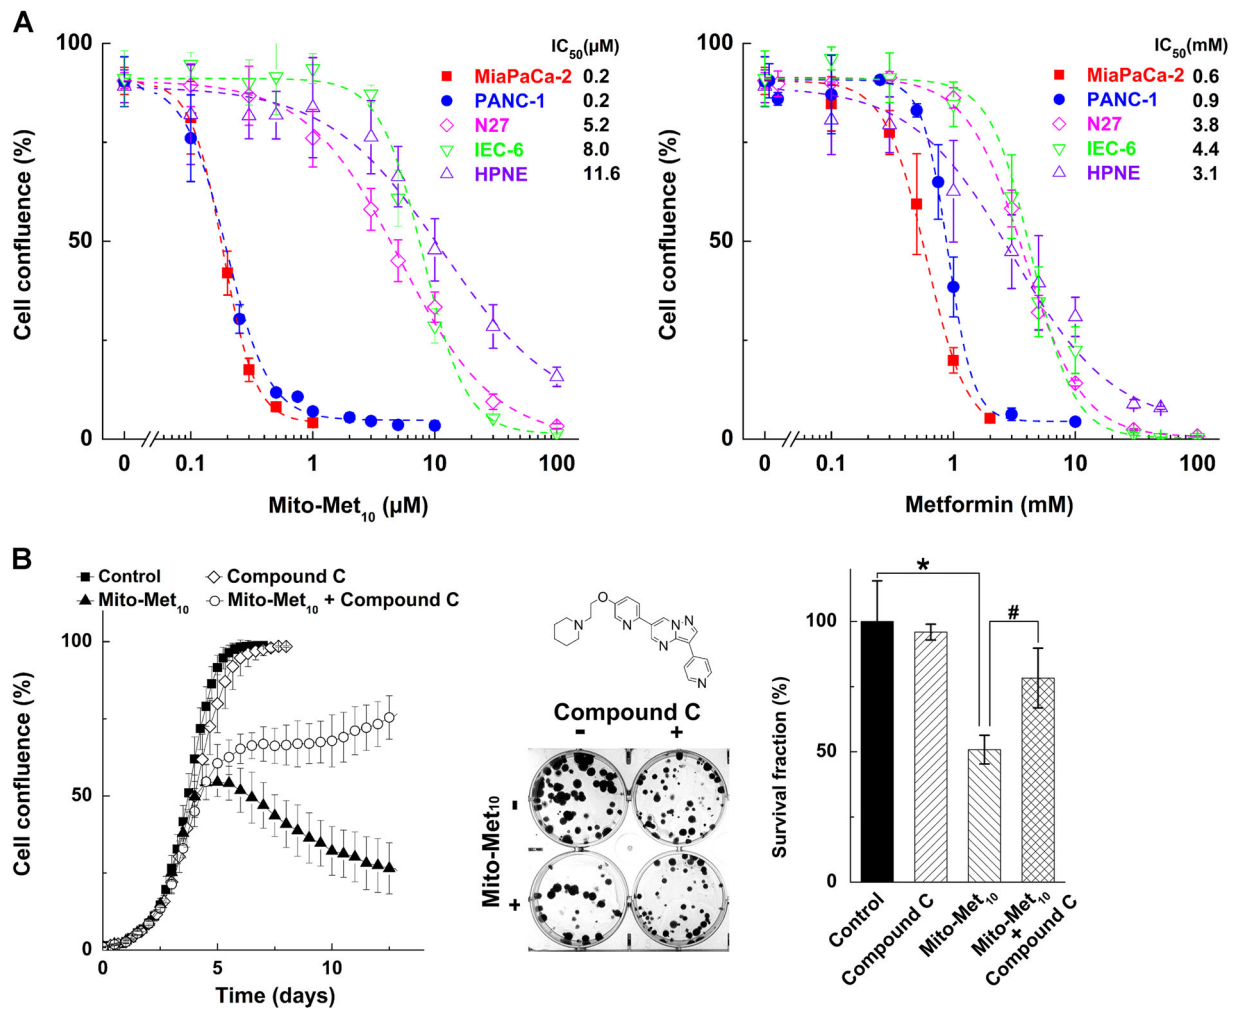 A
100
50
0
Cell confluence (%)
IC50(µM)
MiaPaCa-2 0.2
PANC-1 0.2
N27 5.2
IEC-6 8.0
HPNE 11.6
0 0.1 1 10 100
Mito-Met10 (µM)
100
50
0
Cell confluence (%)
IC50(mM)
MiaPaCa-2 0.6
PANC-1 0.9
N27 3.8
IEC-6 4.4
HPNE 3.1
0 0.1 1 10 100
Metformin (mM)
B
Control Compound C
Mito-Met10 Mito-Met10 + Compound C
100
50
0
Cell confluence (%)
0 5 10
Time (days)
O
N
N
N
N
N
N
N
Compound C
- +
Mito-Met10
-
+
Survival fraction (%)
100
50
0
*
#
Control
Compound C
Mito-Met10
Mito-Met10
+
Compound C